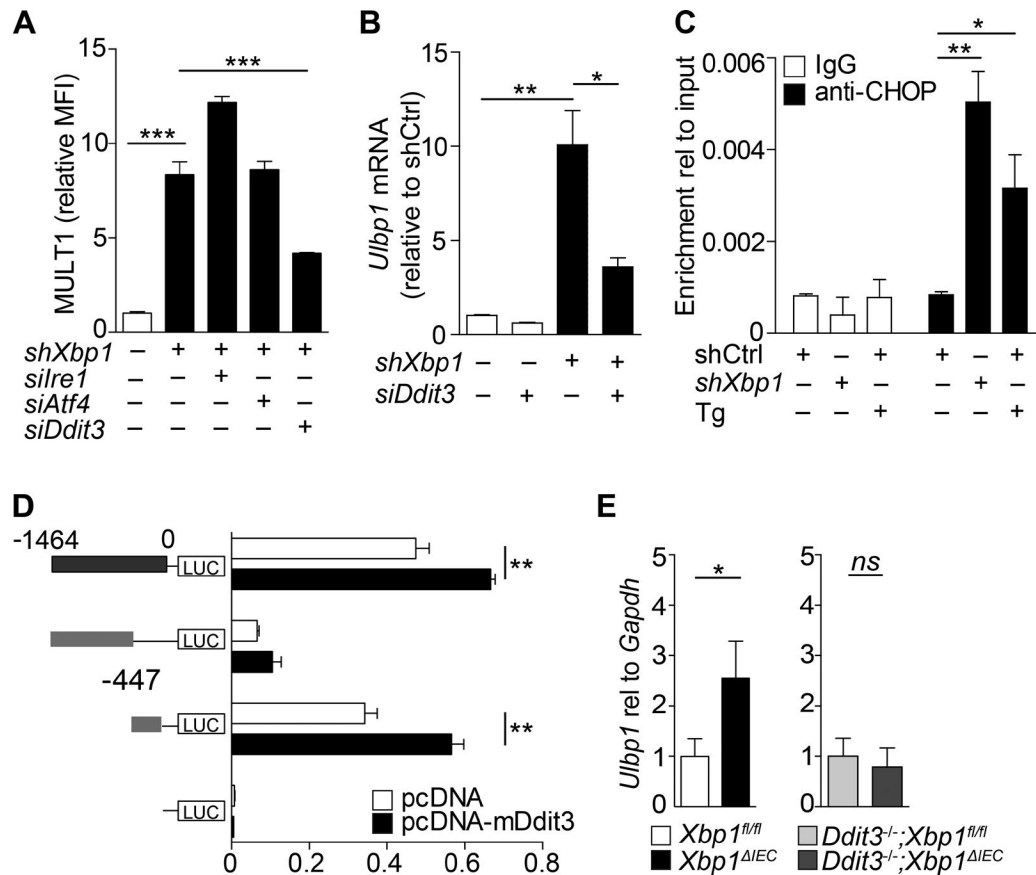 A
MULT1 (relative MFI)
15
10
5
0
***
***
shXbp1 – + + + +
siIre1 – – + – –
siAtf4 – – – + –
siDdit3 – – – – +
B
Ulbp1 mRNA
(relative to shCtrl)
15
10
5
0
**
*
shXbp1 – – + +
siDdit3 – + – +
C
Enrichment rel to input
0.006
0.004
0.002
0.000
IgG
anti-CHOP
*
**
shCtrl + – + + – +
shXbp1 – + – – + –
Tg – – + – – +
D
-1464 0
LUC
**
LUC
-447
LUC
**
LUC
pcDNA
pcDNA-mDdit3
0 0.2 0.4 0.6 0.8
E
Ulbp1 rel to Gapdh
5
4
3
2
1
0
*
Xbp1fl/fl
Xbp1ΔIEC
5
4
3
2
1
0
ns
Ddit3-/-;Xbp1fl/fl
Ddit3-/-;Xbp1ΔIEC